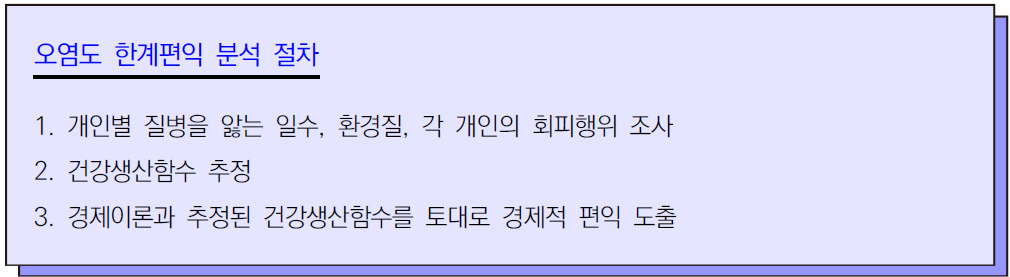 오염도 한계편익 분석 절차
1. 개인별 질병을 앓는 일수, 환경질, 각 개인의 회피행위 조사
2. 건강생산함수 추정
3. 경제이론과 추정된 건강생산함수를 토대로 경제적 편익 도출